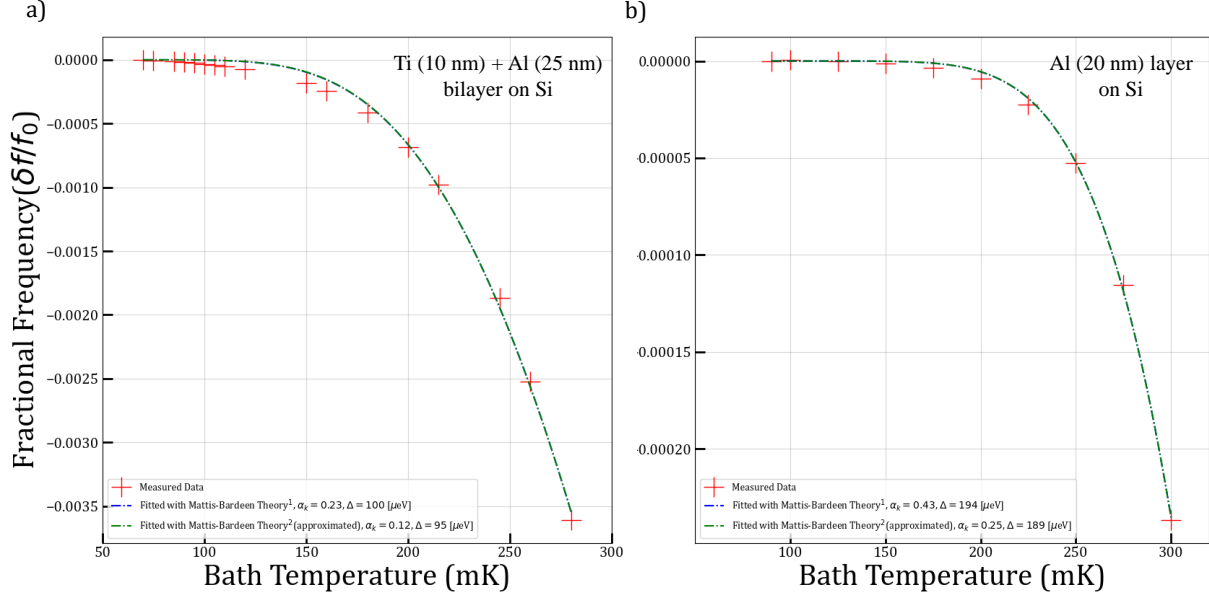 a)
Ti (10 nm) + Al (25 nm)
bilayer on Si
Fractional Frequency(δf/f₀)
0.0000
−0.0005
−0.0010
−0.0015
−0.0020
−0.0025
−0.0030
−0.0035
Measured Data
Fitted with Mattis-Bardeen Theory¹, αₖ = 0.23, Δ = 100 [μeV]
Fitted with Mattis-Bardeen Theory²(approximated), αₖ = 0.12, Δ = 95 [μeV]
50 100 150 200 250 300
Bath Temperature (mK)
b)
Al (20 nm) layer
on Si
0.00000
0.00005
0.00010
0.00015
0.00020
Measured Data
Fitted with Mattis-Bardeen Theory¹, αₖ = 0.43, Δ = 194 [μeV]
Fitted with Mattis-Bardeen Theory²(approximated), αₖ = 0.25, Δ = 189 [μeV]
100 150 200 250 300
Bath Temperature (mK)